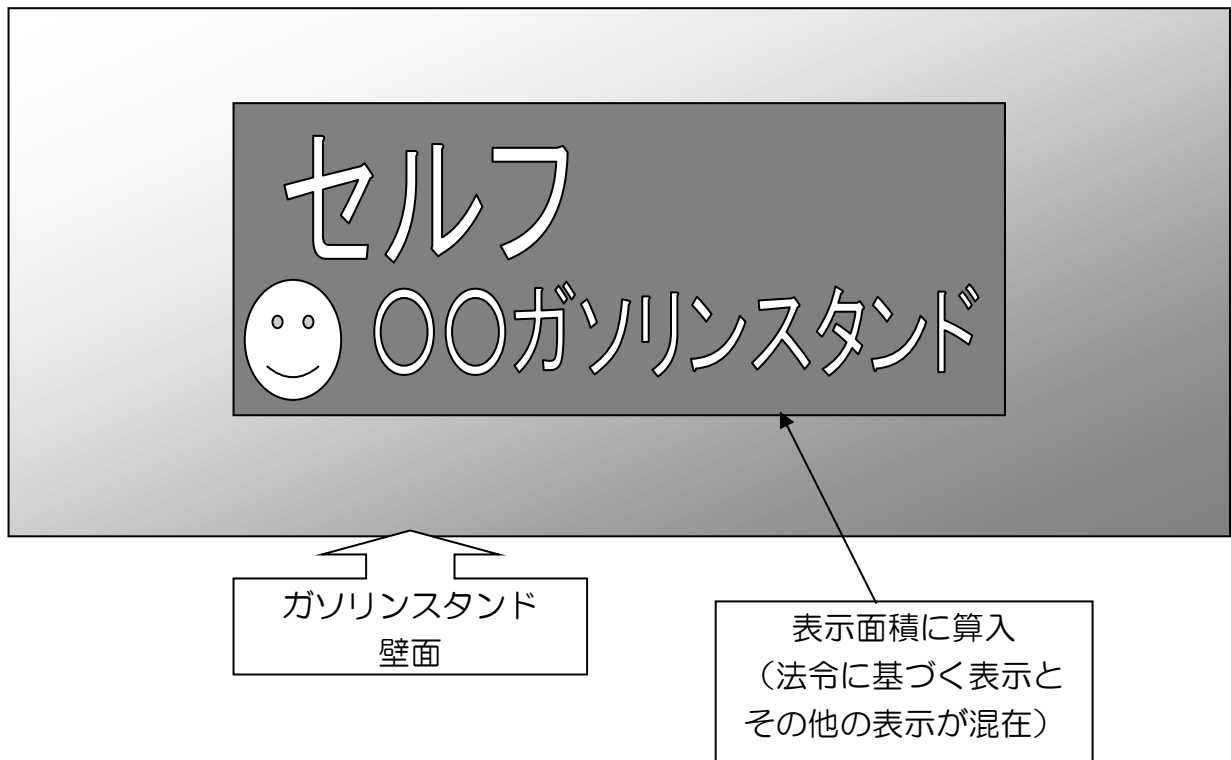 セルフ
〇〇ガソリンスタンド
ガソリンスタンド
壁面
表示面積に算入
(法令に基づく表示と
その他の表示が混在)